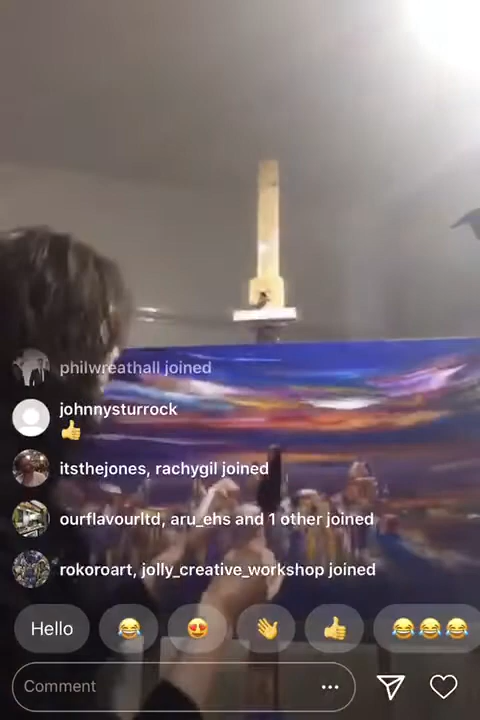 philwreathall joined
johnnysturrock
👍
itsthejones, rachygil joined
ourflavourltd, aru_ehs and 1 other joined
rokoroart, jolly_creative_workshop joined
Hello 😂 😍 👋 👍 😂😂😂
Comment